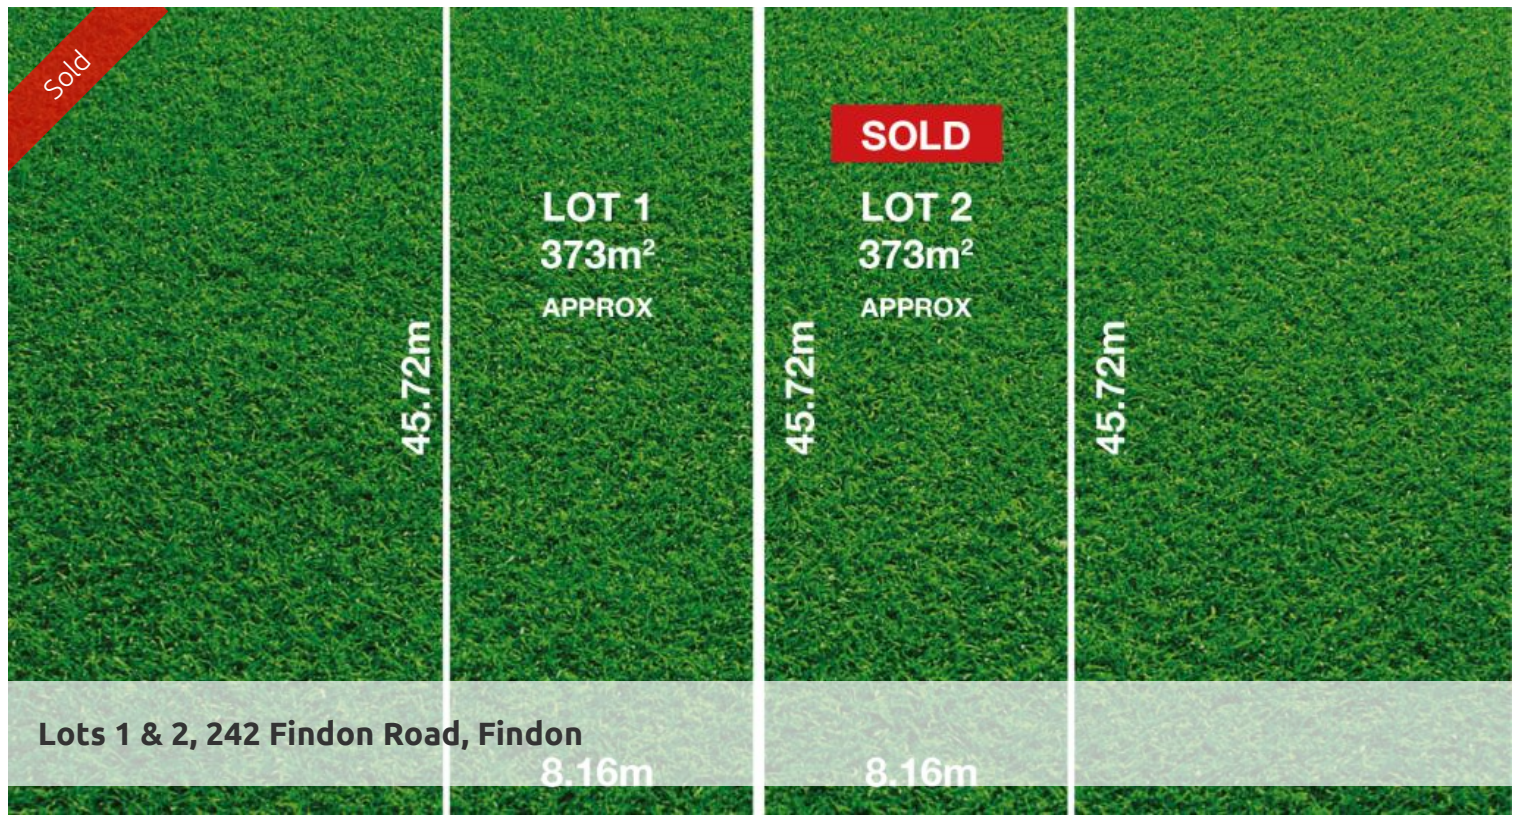 Sold
SOLD
LOT 1
373m²
APPROX
LOT 2
373m²
APPROX
45.72m
45.72m
45.72m
Lots 1 & 2, 242 Findon Road, Findon
8.16m
8.16m